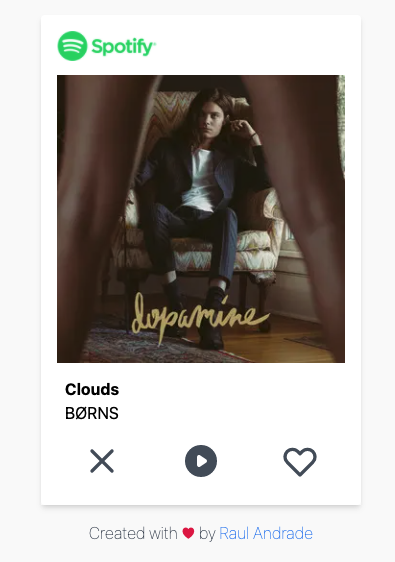 Spotify
dopamine
Clouds
BØRNS
Created with ❤ by Raul Andrade